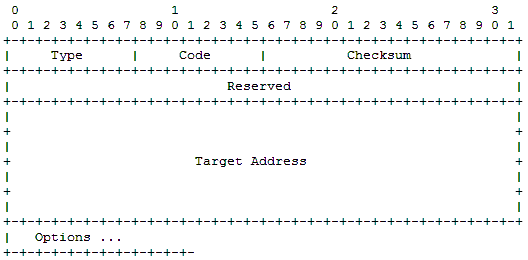 0                   1                   2                   3
 0 1 2 3 4 5 6 7 8 9 0 1 2 3 4 5 6 7 8 9 0 1 2 3 4 5 6 7 8 9 0 1
+-+-+-+-+-+-+-+-+-+-+-+-+-+-+-+-+-+-+-+-+-+-+-+-+-+-+-+-+-+-+-+-+
|     Type      |     Code      |          Checksum             |
+-+-+-+-+-+-+-+-+-+-+-+-+-+-+-+-+-+-+-+-+-+-+-+-+-+-+-+-+-+-+-+-+
|                           Reserved                            |
+-+-+-+-+-+-+-+-+-+-+-+-+-+-+-+-+-+-+-+-+-+-+-+-+-+-+-+-+-+-+-+-+
|                                                               |
+                                                               +
|                                                               |
+                       Target Address                          +
|                                                               |
+                                                               +
|                                                               |
+-+-+-+-+-+-+-+-+-+-+-+-+-+-+-+-+-+-+-+-+-+-+-+-+-+-+-+-+-+-+-+-+
|   Options ...
+-+-+-+-+-+-+-+-+-+-+-+-